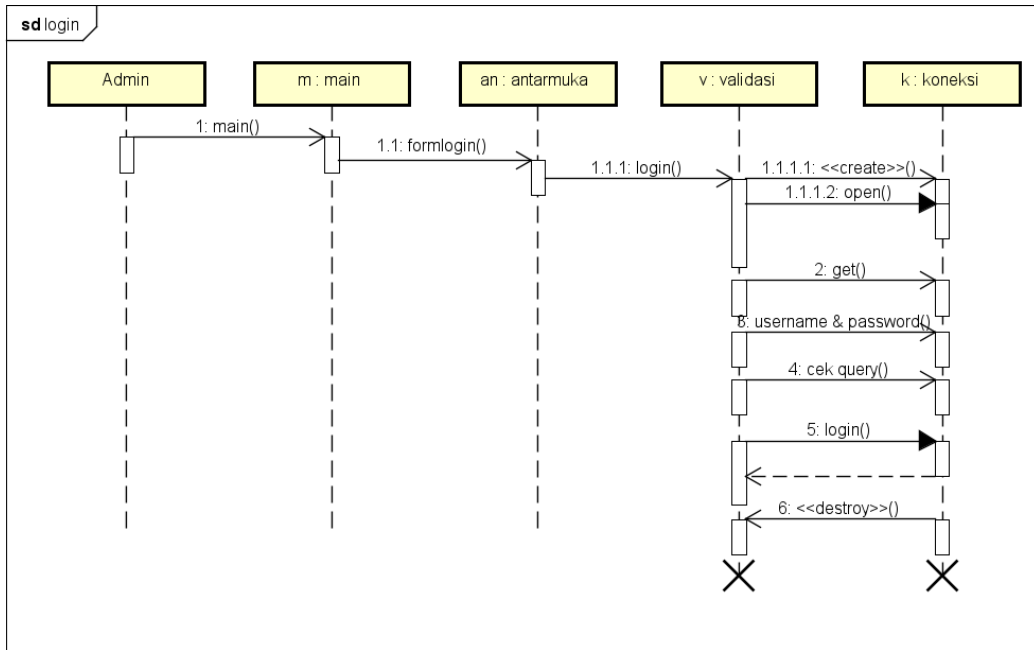 sd login
Admin
m : main
an : antarmuka
v : validasi
k : koneksi
1: main()
1.1: formlogin()
1.1.1: login()
1.1.1.1: <<create>>()
1.1.1.2: open()
2: get()
3: username & password()
4: cek query()
5: login()
6: <<destroy>>()